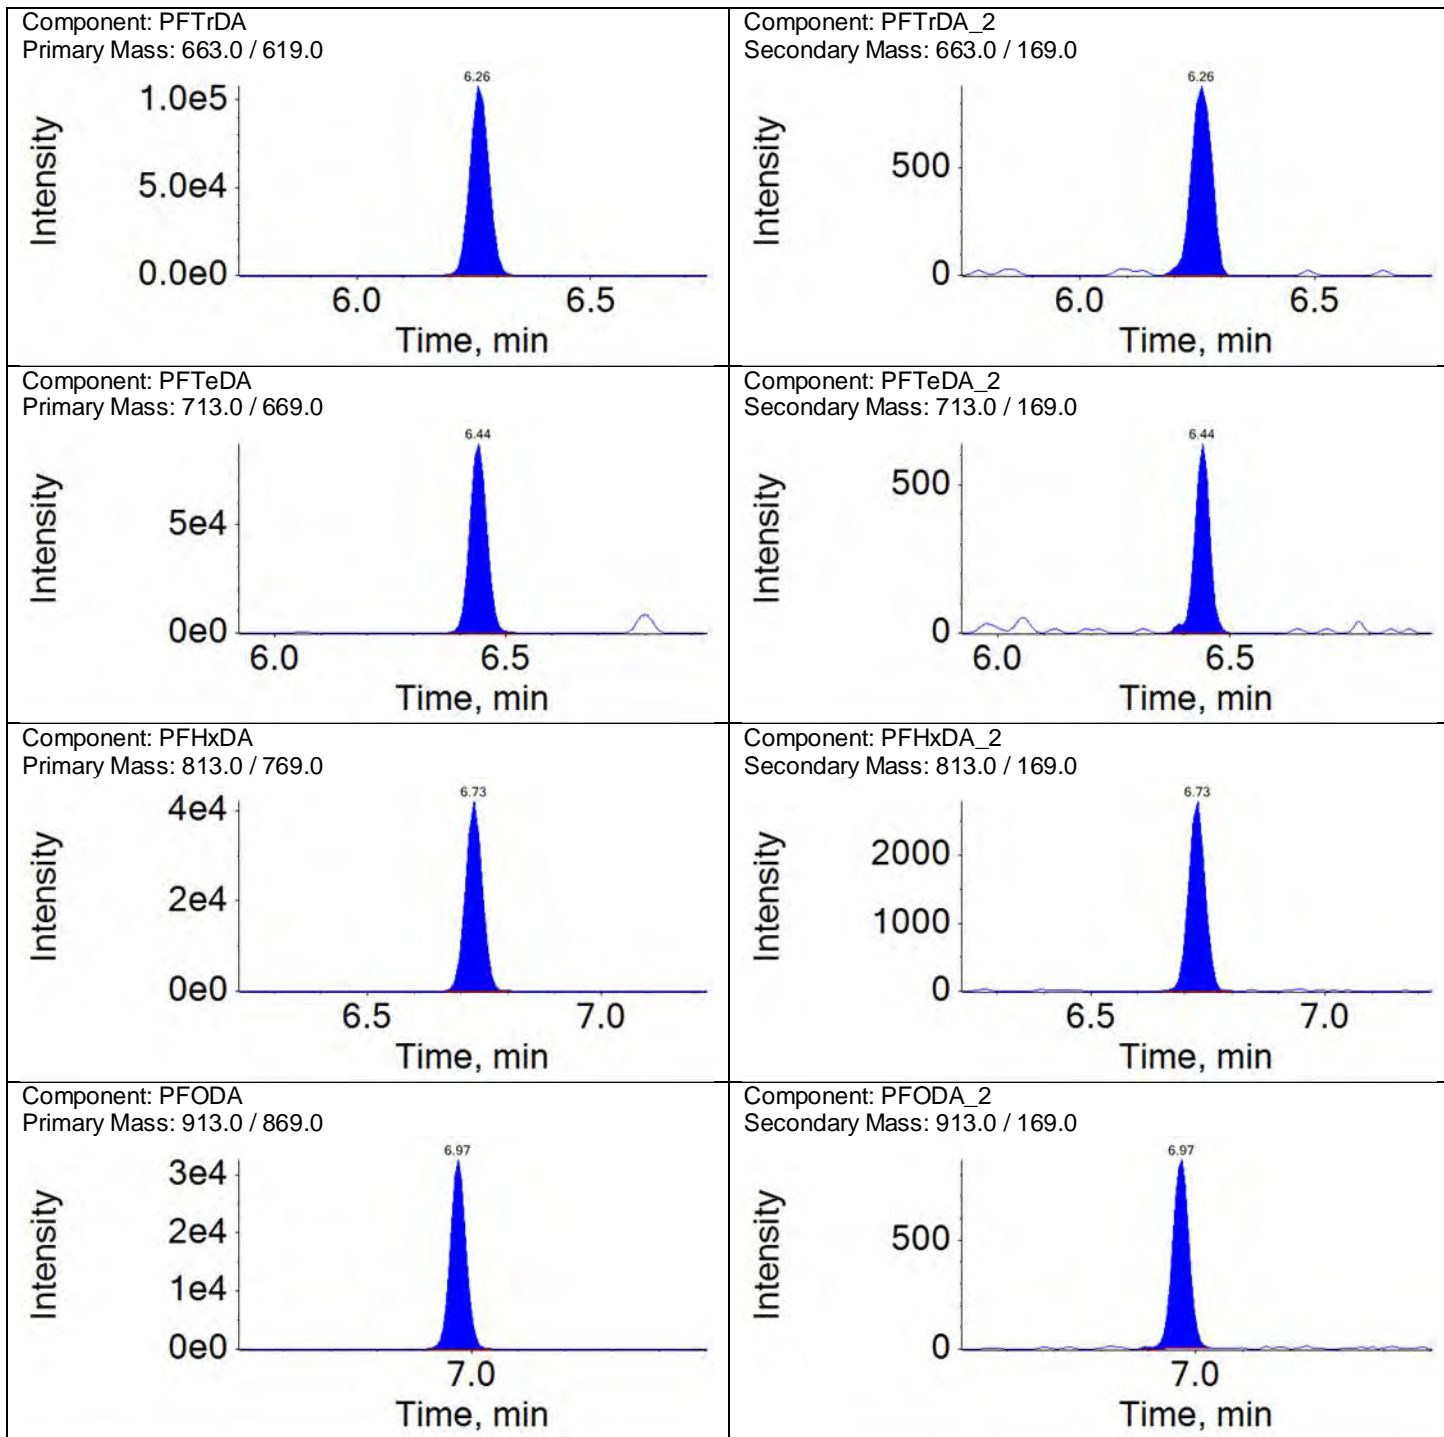 Component: PFTrDA
Primary Mass: 663.0 / 619.0
6.26
1.0e5
5.0e4
0.0e0
Intensity
6.0 6.5
Time, min
Component: PFTrDA_2
Secondary Mass: 663.0 / 169.0
6.26
500
0
Intensity
6.0 6.5
Time, min
Component: PFTeDA
Primary Mass: 713.0 / 669.0
6.44
5e4
0e0
Intensity
6.0 6.5
Time, min
Component: PFTeDA_2
Secondary Mass: 713.0 / 169.0
6.44
500
0
Intensity
6.0 6.5
Time, min
Component: PFHxDA
Primary Mass: 813.0 / 769.0
6.73
4e4
2e4
0e0
Intensity
6.5 7.0
Time, min
Component: PFHxDA_2
Secondary Mass: 813.0 / 169.0
6.73
2000
1000
0
Intensity
6.5 7.0
Time, min
Component: PFODA
Primary Mass: 913.0 / 869.0
6.97
3e4
2e4
1e4
0e0
Intensity
7.0
Time, min
Component: PFODA_2
Secondary Mass: 913.0 / 169.0
6.97
500
0
Intensity
7.0
Time, min